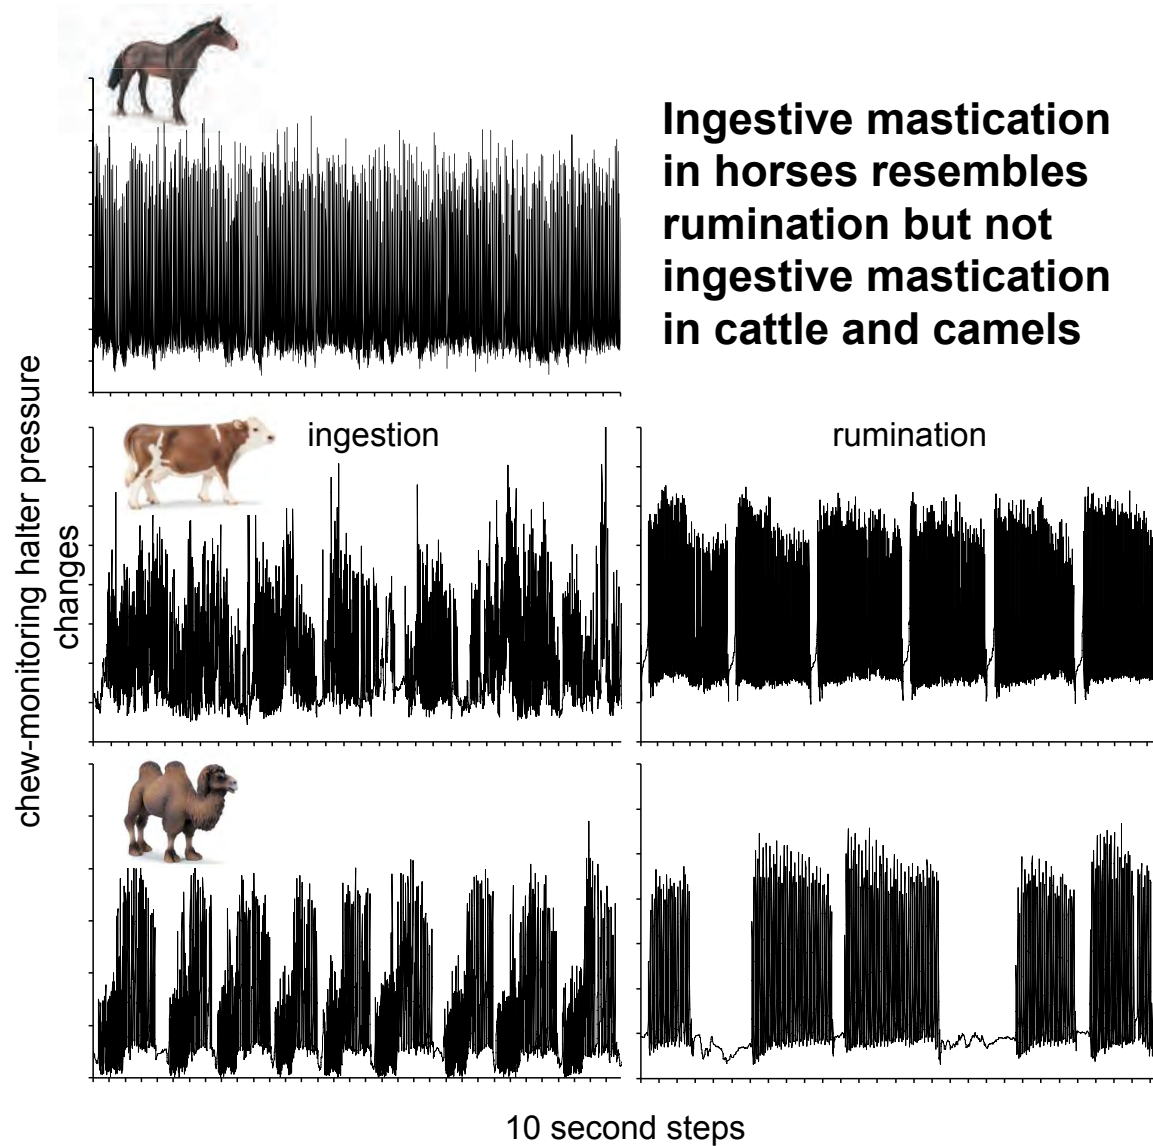 Ingestive mastication
in horses resembles
rumination but not
ingestive mastication
in cattle and camels
chew-monitoring halter pressure
changes
ingestion
rumination
10 second steps